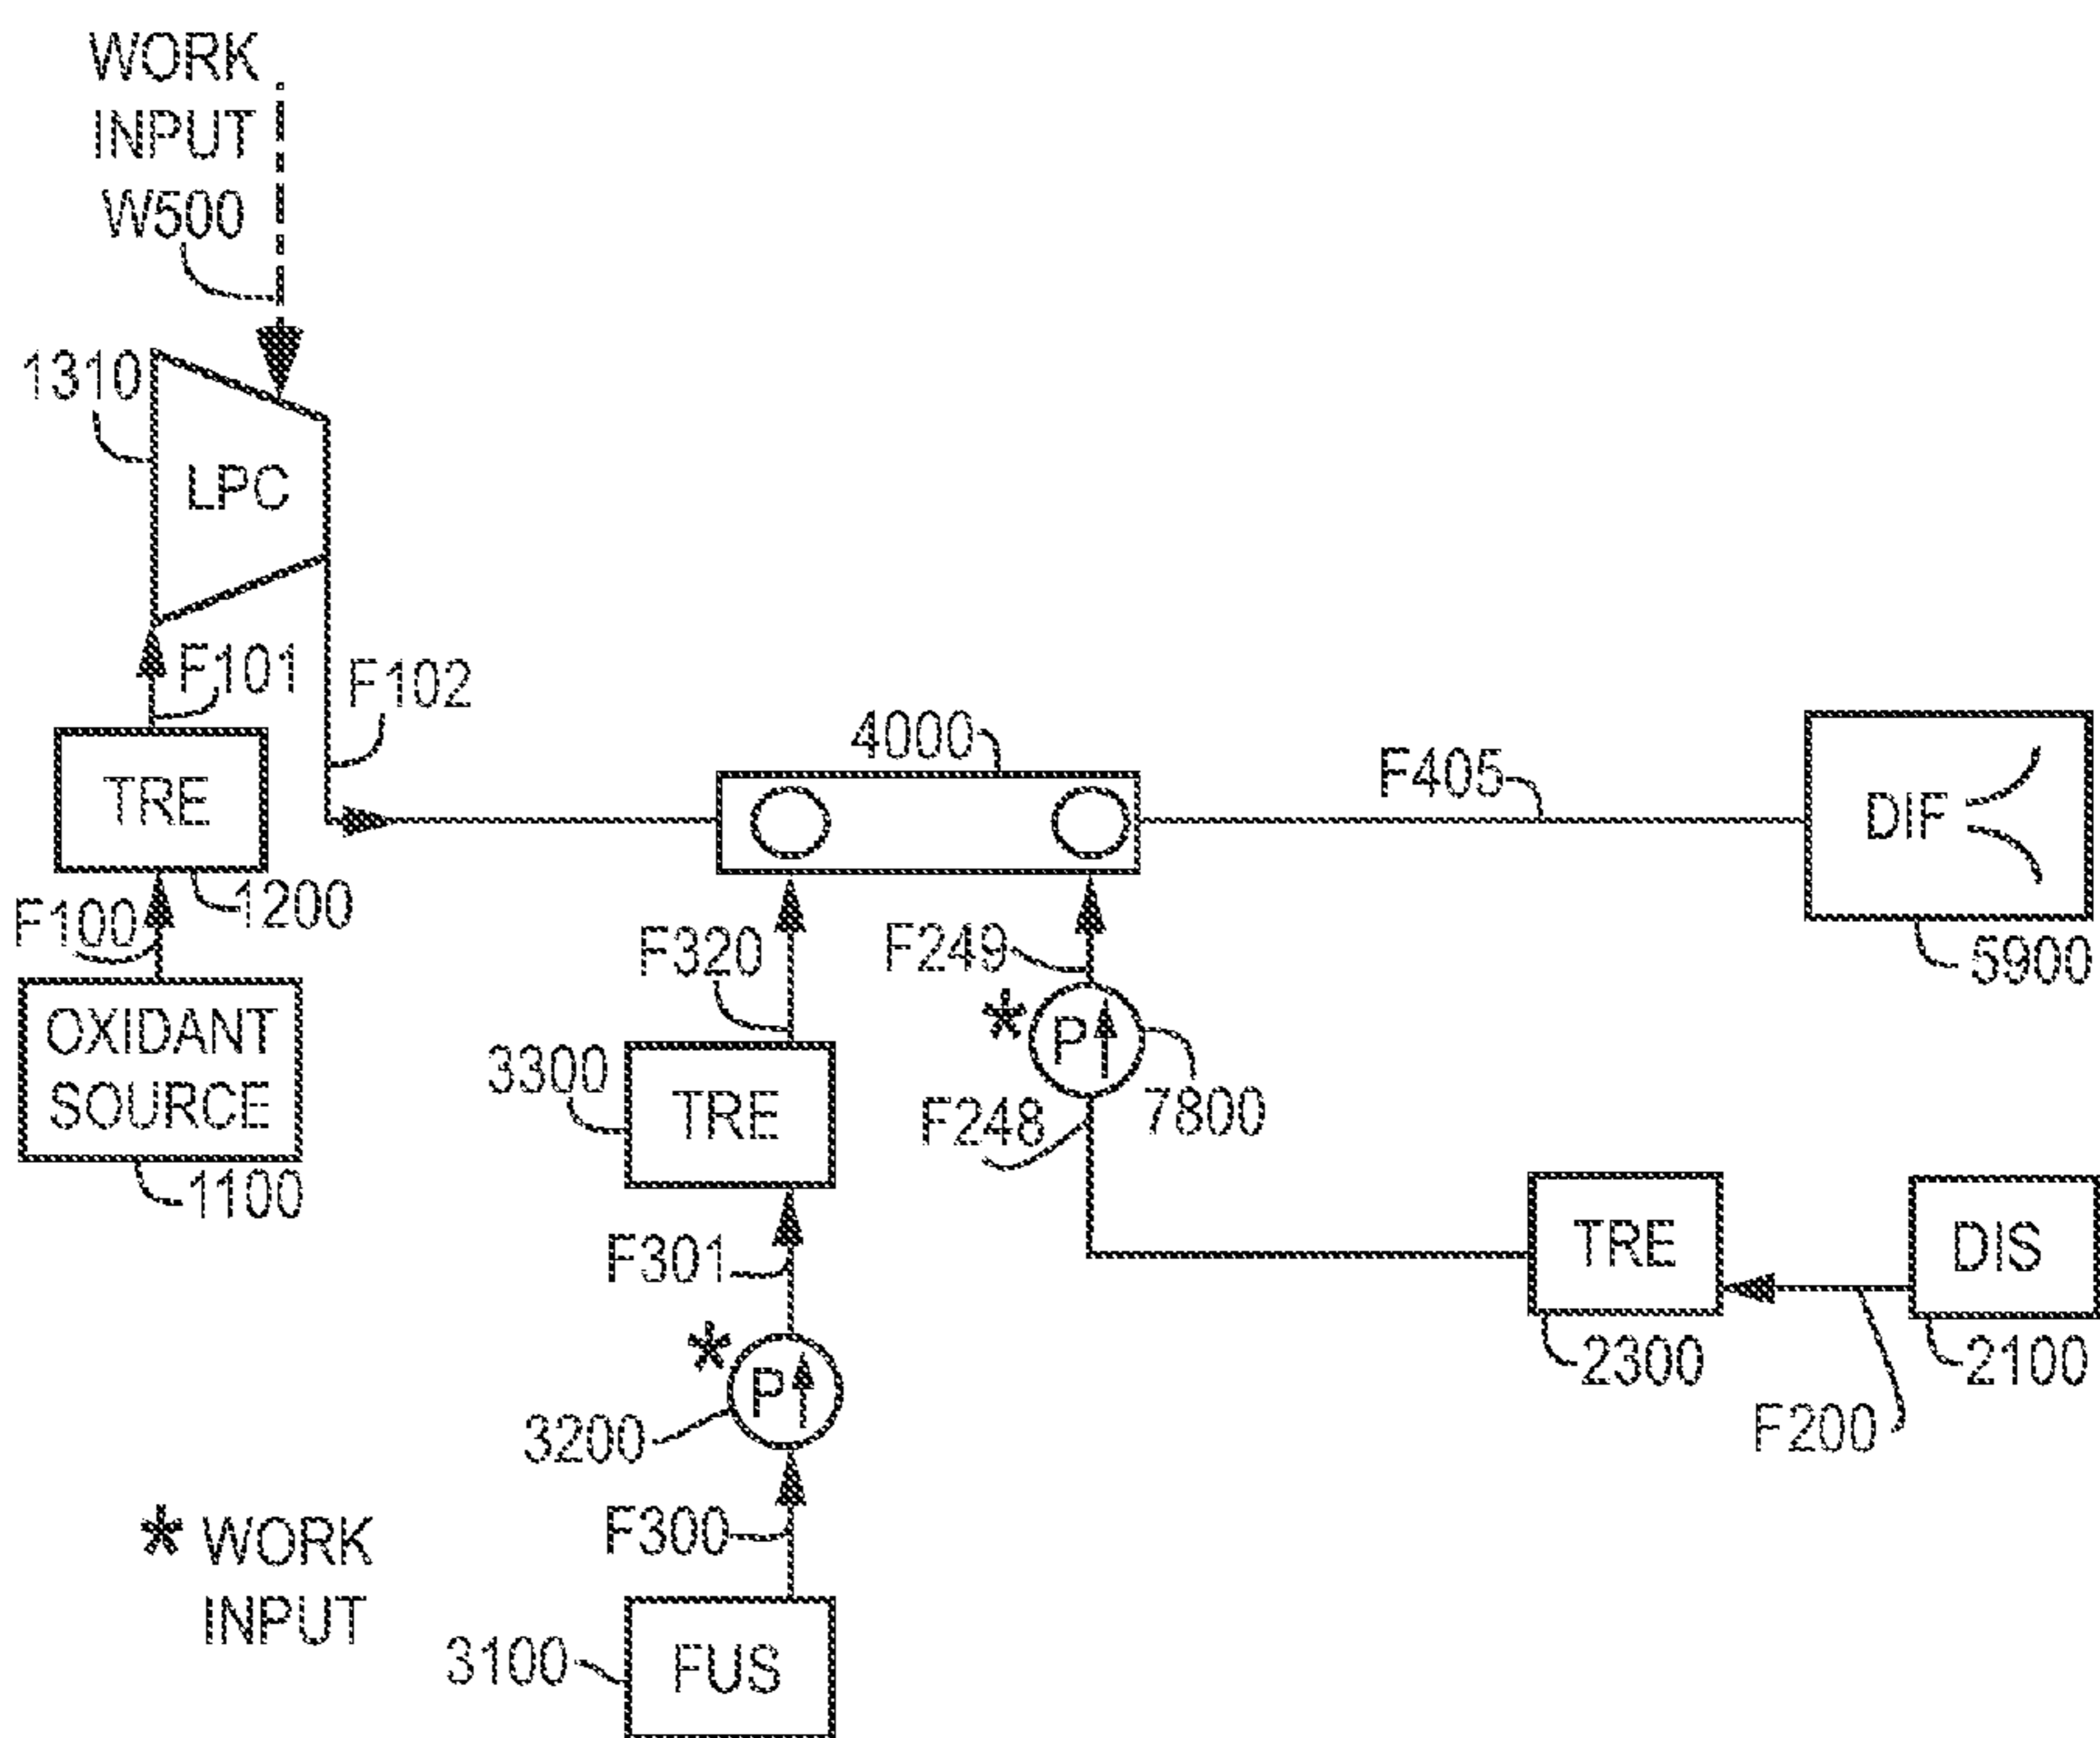 WORK
INPUT
W500
1310
LPC
F101
F102
TRE
4000
F405
DIF
F100
1200
F320
F249
5900
OXIDANT
SOURCE
* P
3300
TRE
F248
7800
1100
TRE
DIS
F301
2300
2100
* P
3200
F200
* WORK
INPUT
F300
3100
FUS